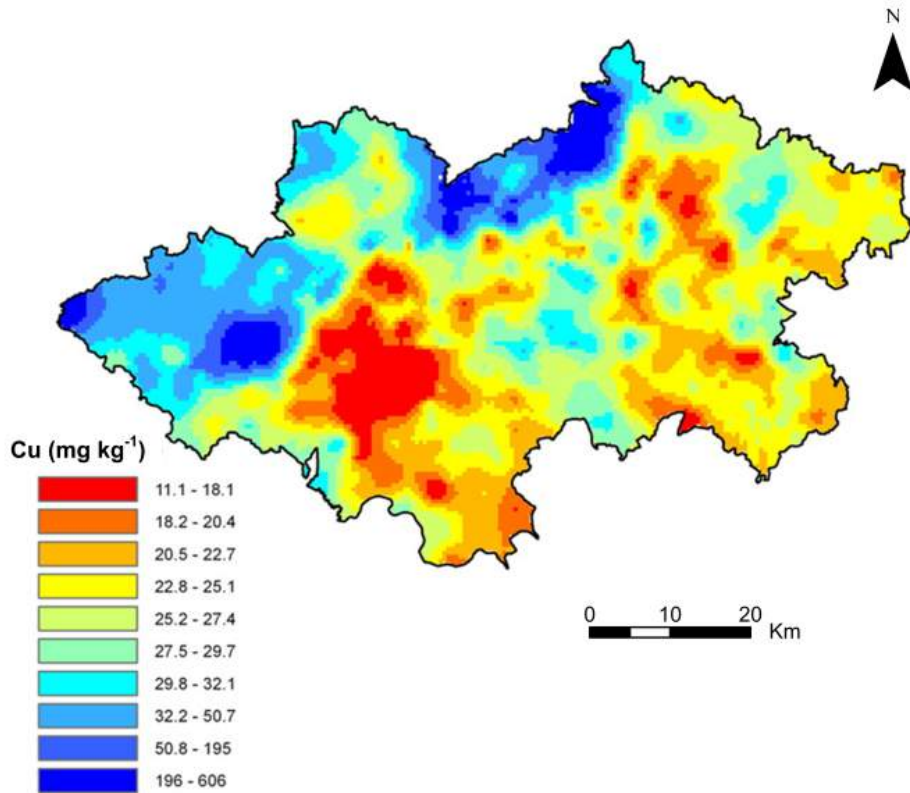 N
Cu (mg kg⁻¹)
11.1 - 18.1
18.2 - 20.4
20.5 - 22.7
22.8 - 25.1
25.2 - 27.4
27.5 - 29.7
29.8 - 32.1
32.2 - 50.7
50.8 - 195
196 - 606
0 10 20 Km